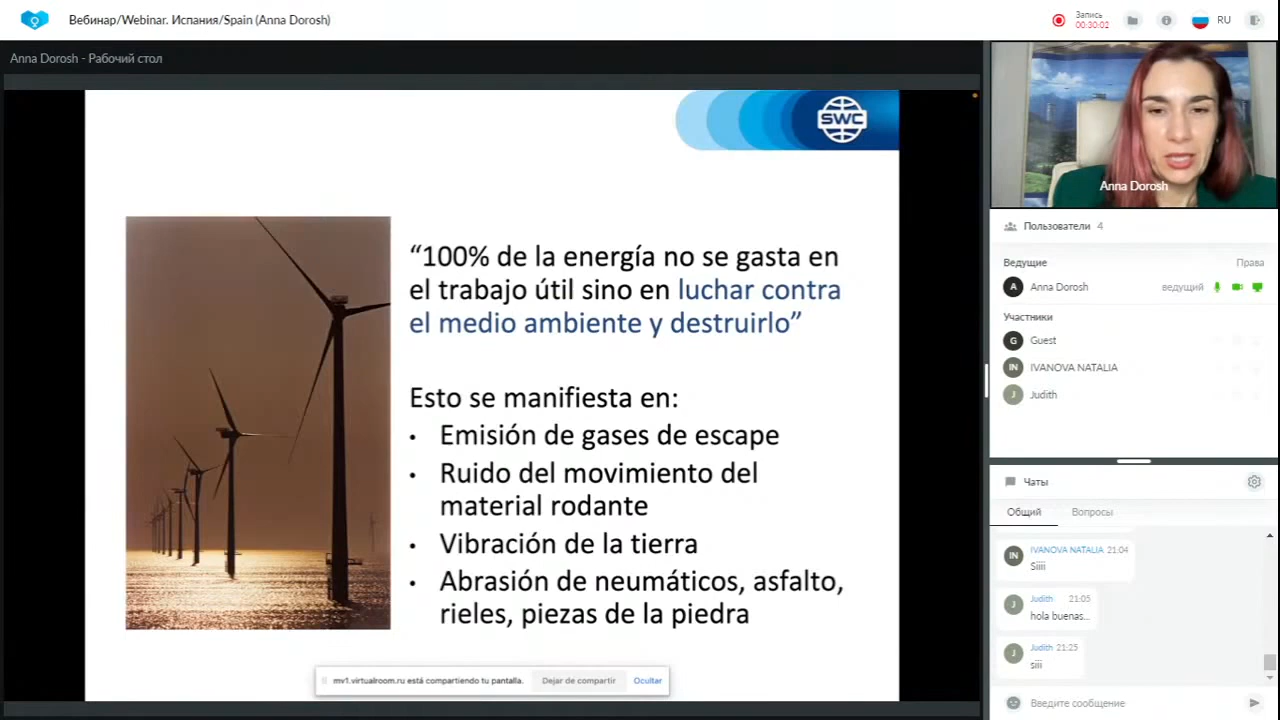 Вебинар/Webinar. Испания/Spain (Anna Dorosh)
Запись
00:30:02
RU
Anna Dorosh - Рабочий стол
SWC
“100% de la energía no se gasta en
el trabajo útil sino en luchar contra
el medio ambiente y destruirlo”
Esto se manifiesta en:
• Emisión de gases de escape
• Ruido del movimiento del
material rodante
• Vibración de la tierra
• Abrasión de neumáticos, asfalto,
rieles, piezas de la piedra
mv1.virtualroom.ru está compartiendo tu pantalla.
Dejar de compartir
Ocultar
Anna Dorosh
Пользователи 4
Ведущие
Права
A Anna Dorosh ведущий
Участники
G Guest
IN IVANOVA NATALIA
J Judith
Чаты
Общий
Вопросы
IN IVANOVA NATALIA 21:04
Siiii
J Judith 21:05
hola buenas...
J Judith 21:25
siii
Введите сообщение